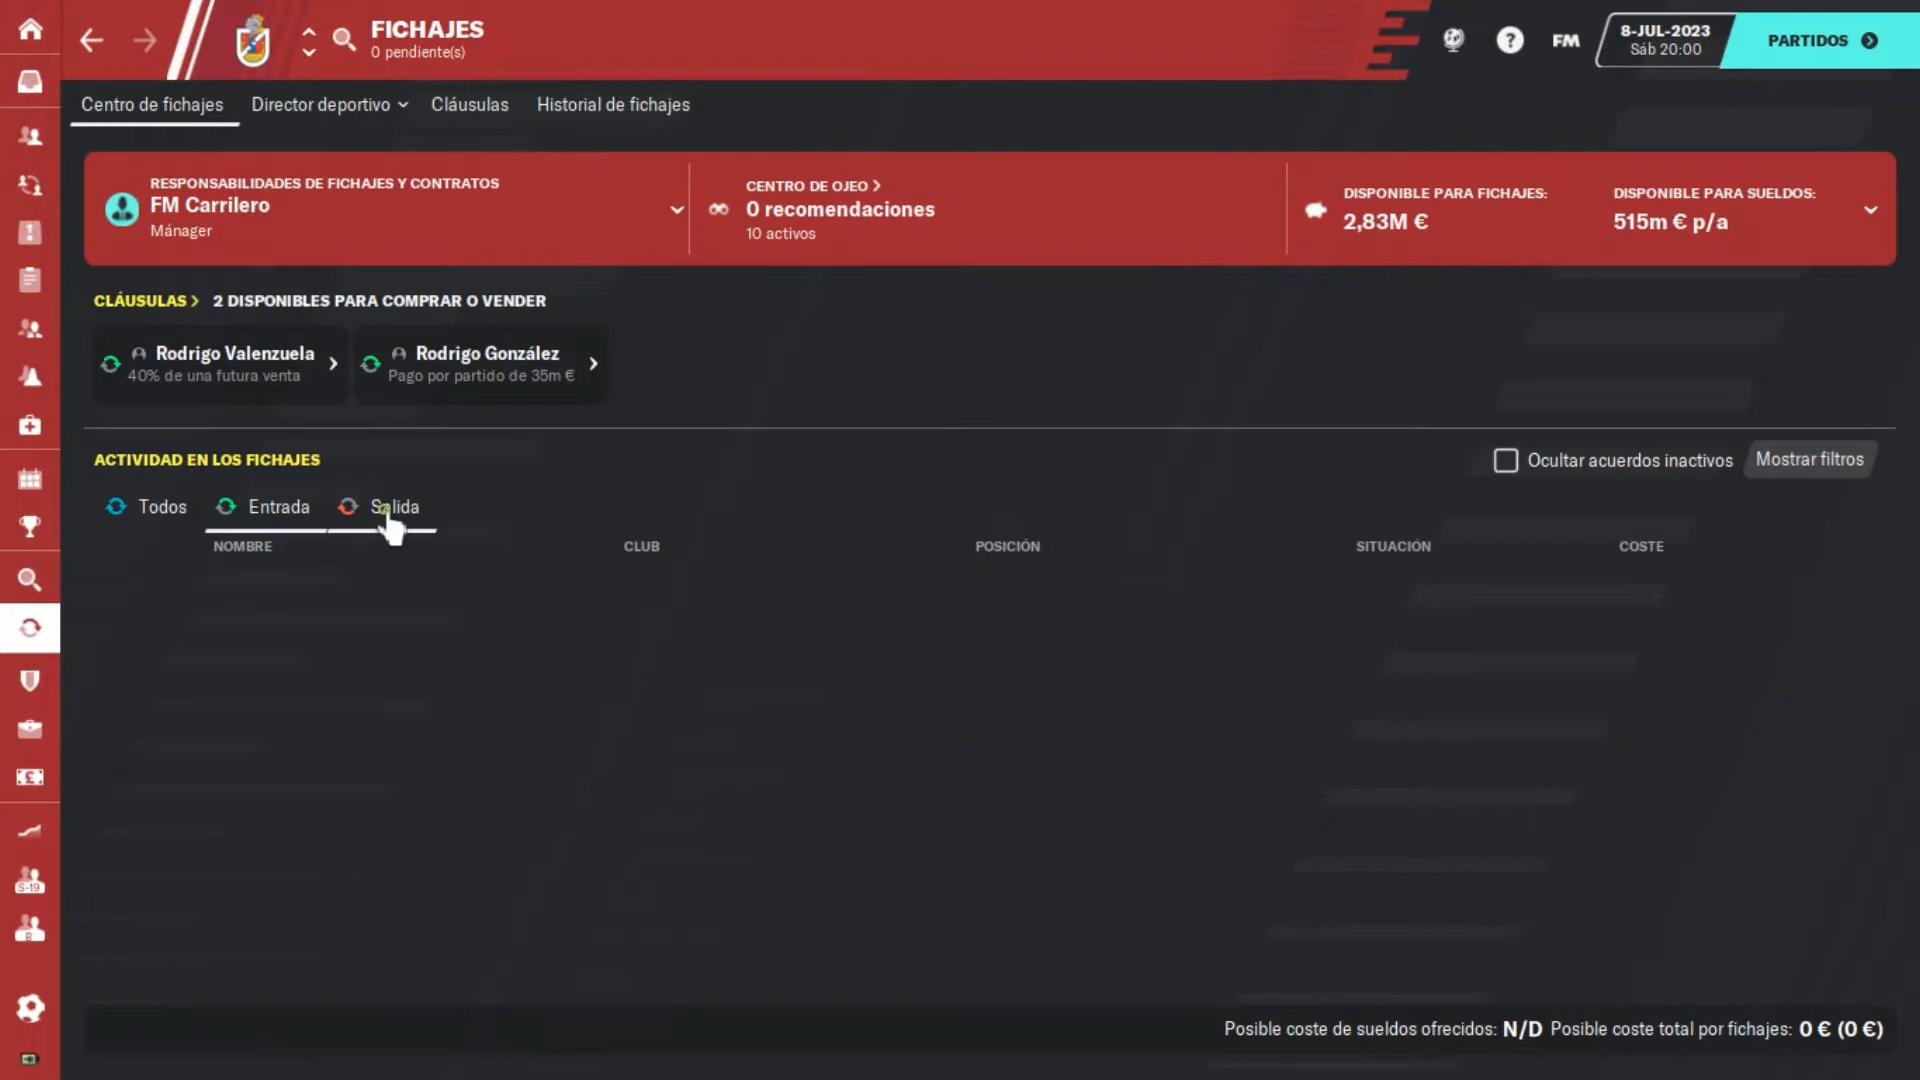 FICHAJES
0 pendiente(s)
FM
8-JUL-2023
Sáb 20:00
PARTIDOS
Centro de fichajes
Director deportivo
Cláusulas
Historial de fichajes
RESPONSABILIDADES DE FICHAJES Y CONTRATOS
FM Carrilero
Mánager
CENTRO DE OJEO
0 recomendaciones
10 activos
DISPONIBLE PARA FICHAJES:
2,83M €
DISPONIBLE PARA SUELDOS:
515m € p/a
CLÁUSULAS
2 DISPONIBLES PARA COMPRAR O VENDER
Rodrigo Valenzuela
40% de una futura venta
Rodrigo González
Pago por partido de 35m €
ACTIVIDAD EN LOS FICHAJES
Ocultar acuerdos inactivos
Mostrar filtros
Todos
Entrada
Salida
NOMBRE
CLUB
POSICIÓN
SITUACIÓN
COSTE
S-19
B
Posible coste de sueldos ofrecidos: N/D Posible coste total por fichajes: 0 € (0 €)